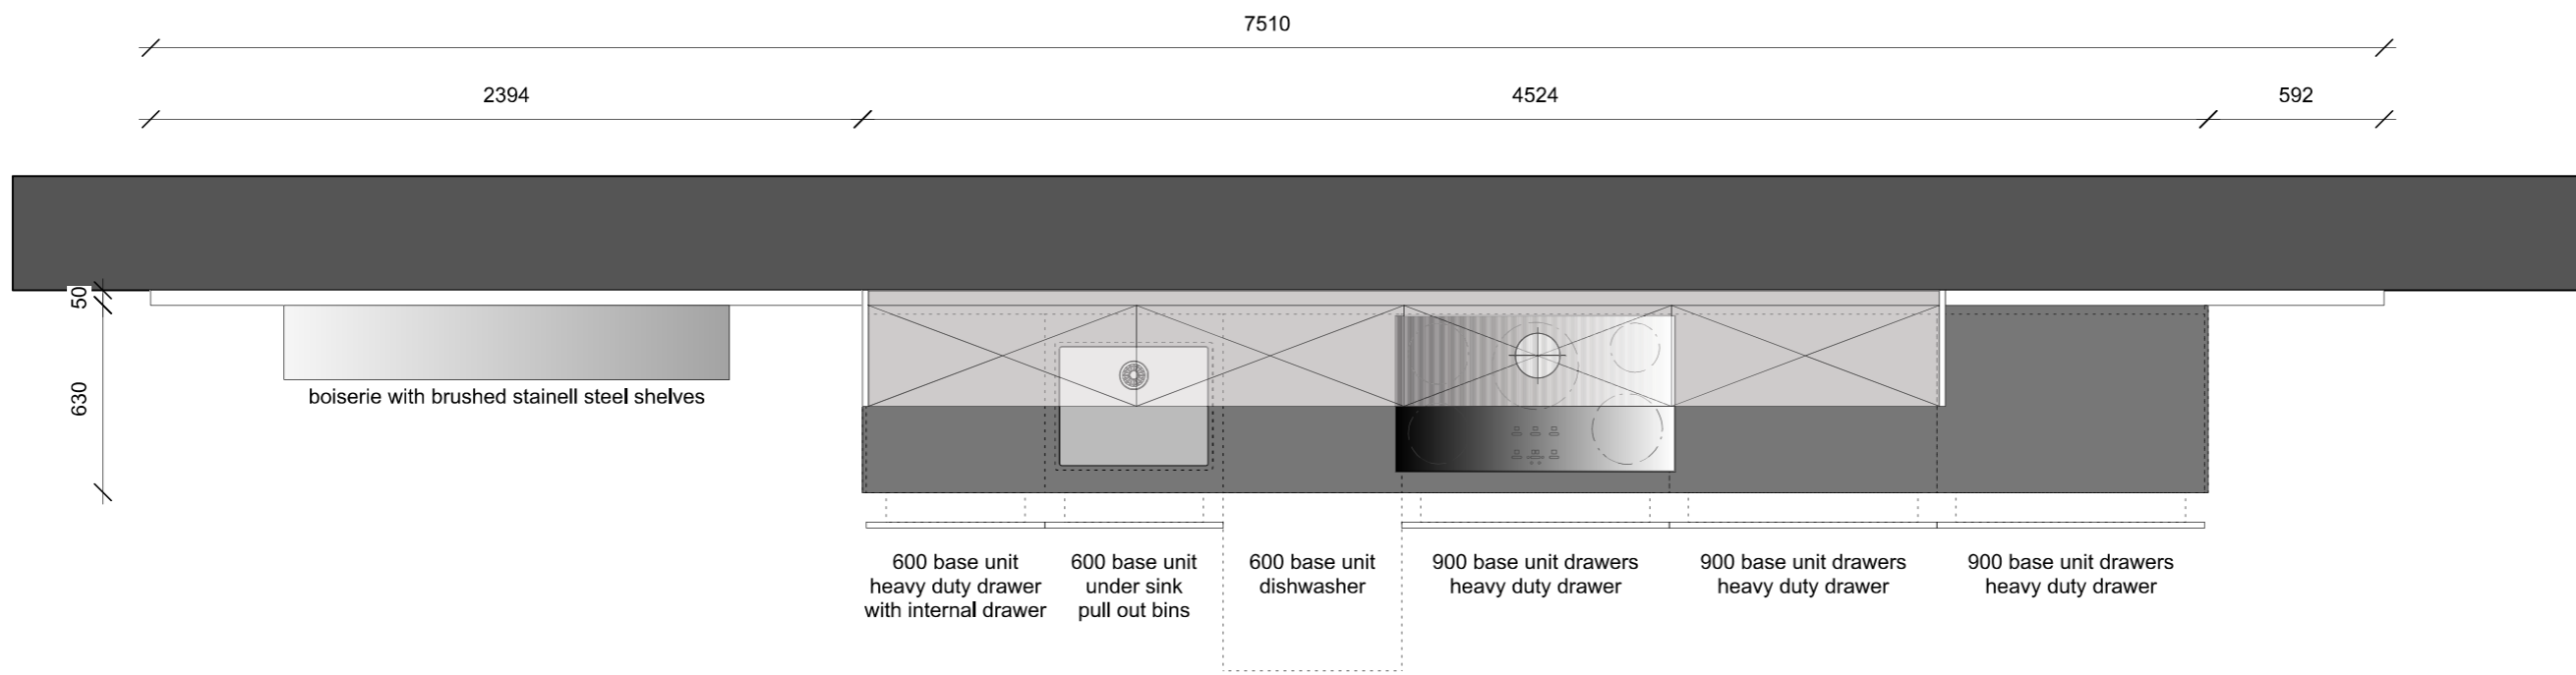 7510
2394
4524
592
50
630
boiserie with brushed stainell steel shelves
600 base unit
heavy duty drawer
with internal drawer
600 base unit
under sink
pull out bins
600 base unit
dishwasher
900 base unit drawers
heavy duty drawer
900 base unit drawers
heavy duty drawer
900 base unit drawers
heavy duty drawer